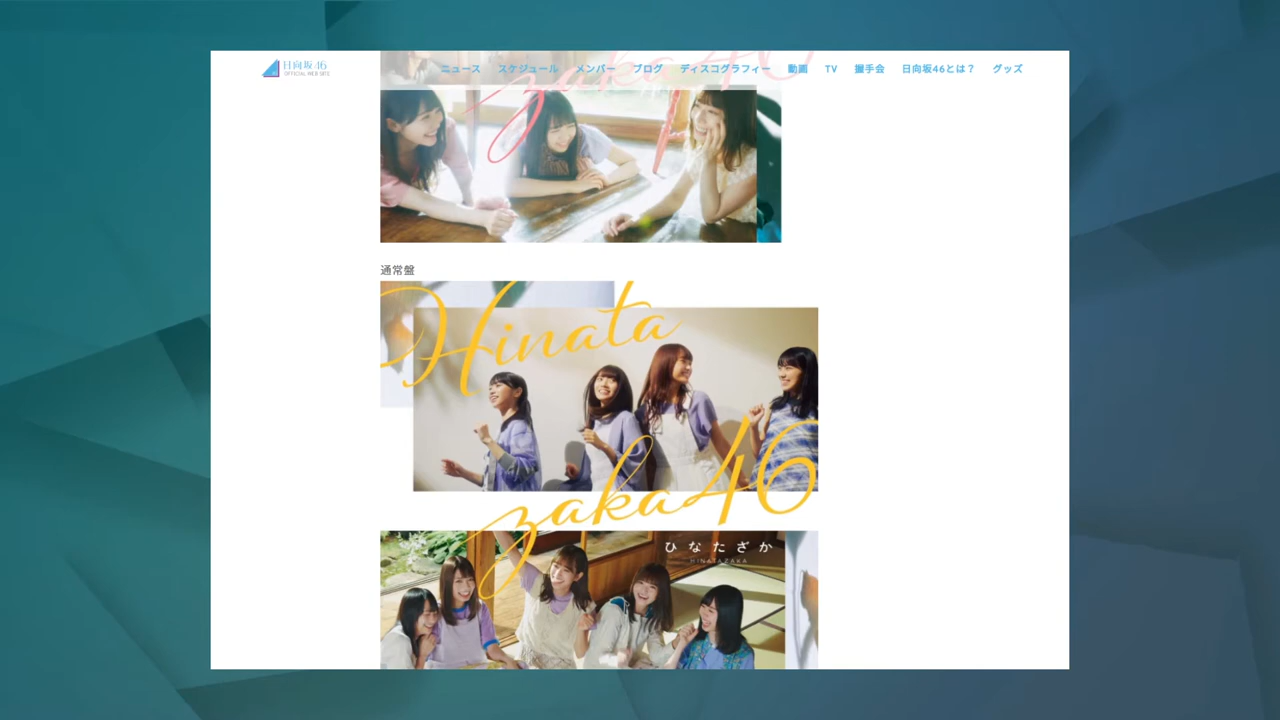 日向坂46
OFFICIAL WEB SITE
ニュース スケジュール メンバー ブログ ディスコグラフィー 動画 TV 握手会 日向坂46とは？ グッズ
zaka46
通常盤
Hinata
zaka46
ひなたざか
HINATAZAKA